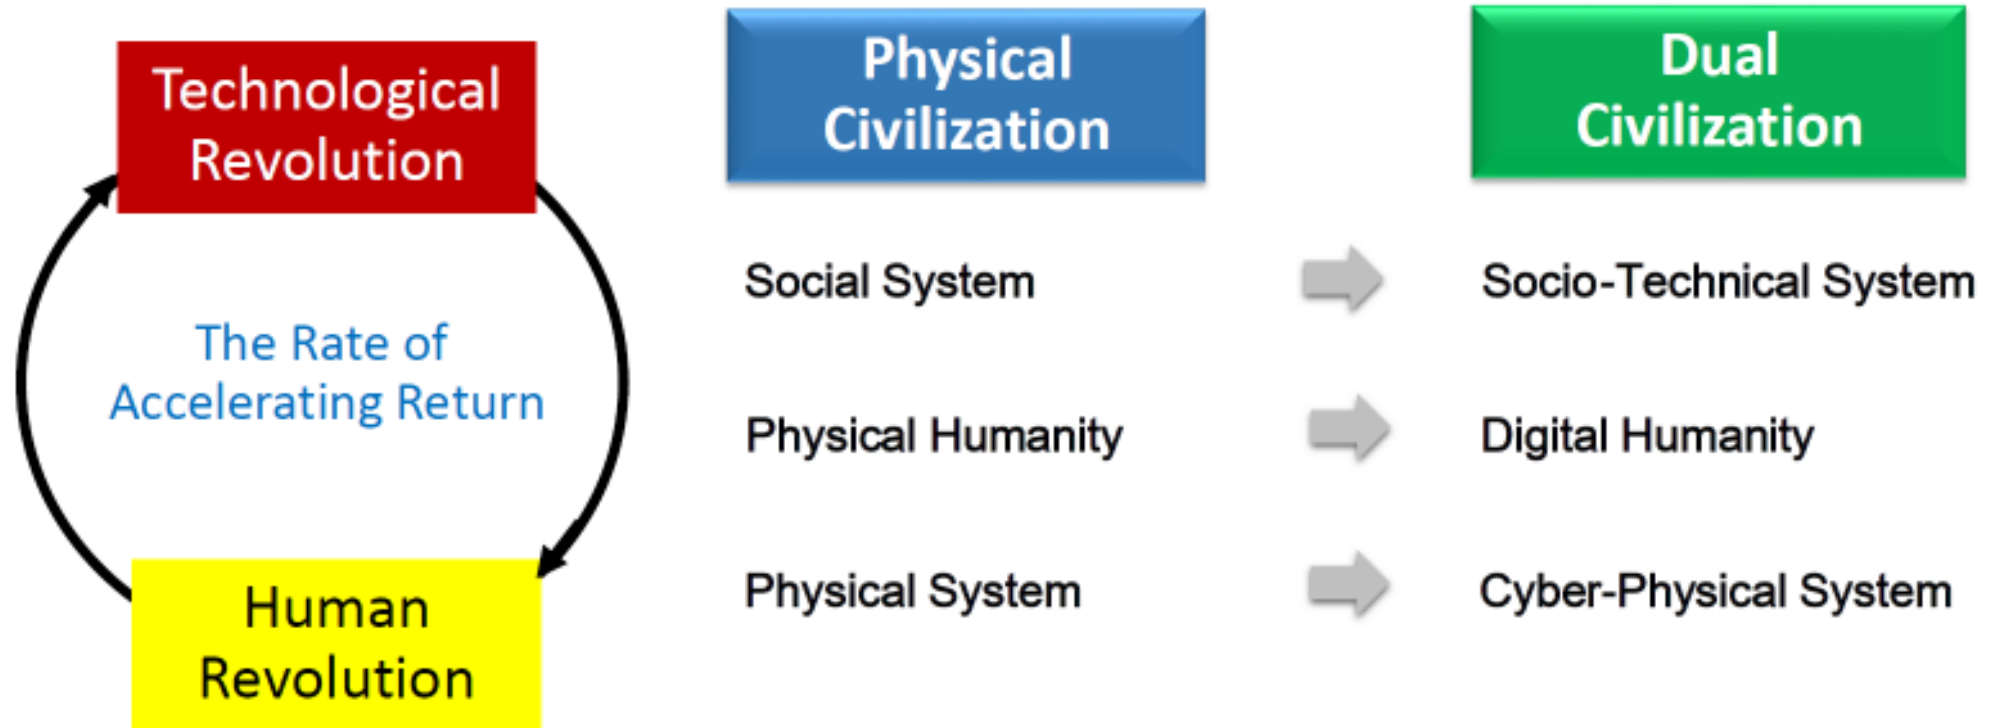 Technological
Revolution
The Rate of
Accelerating Return
Human
Revolution
Physical
Civilization
Dual
Civilization
Social System
Socio-Technical System
Physical Humanity
Digital Humanity
Physical System
Cyber-Physical System